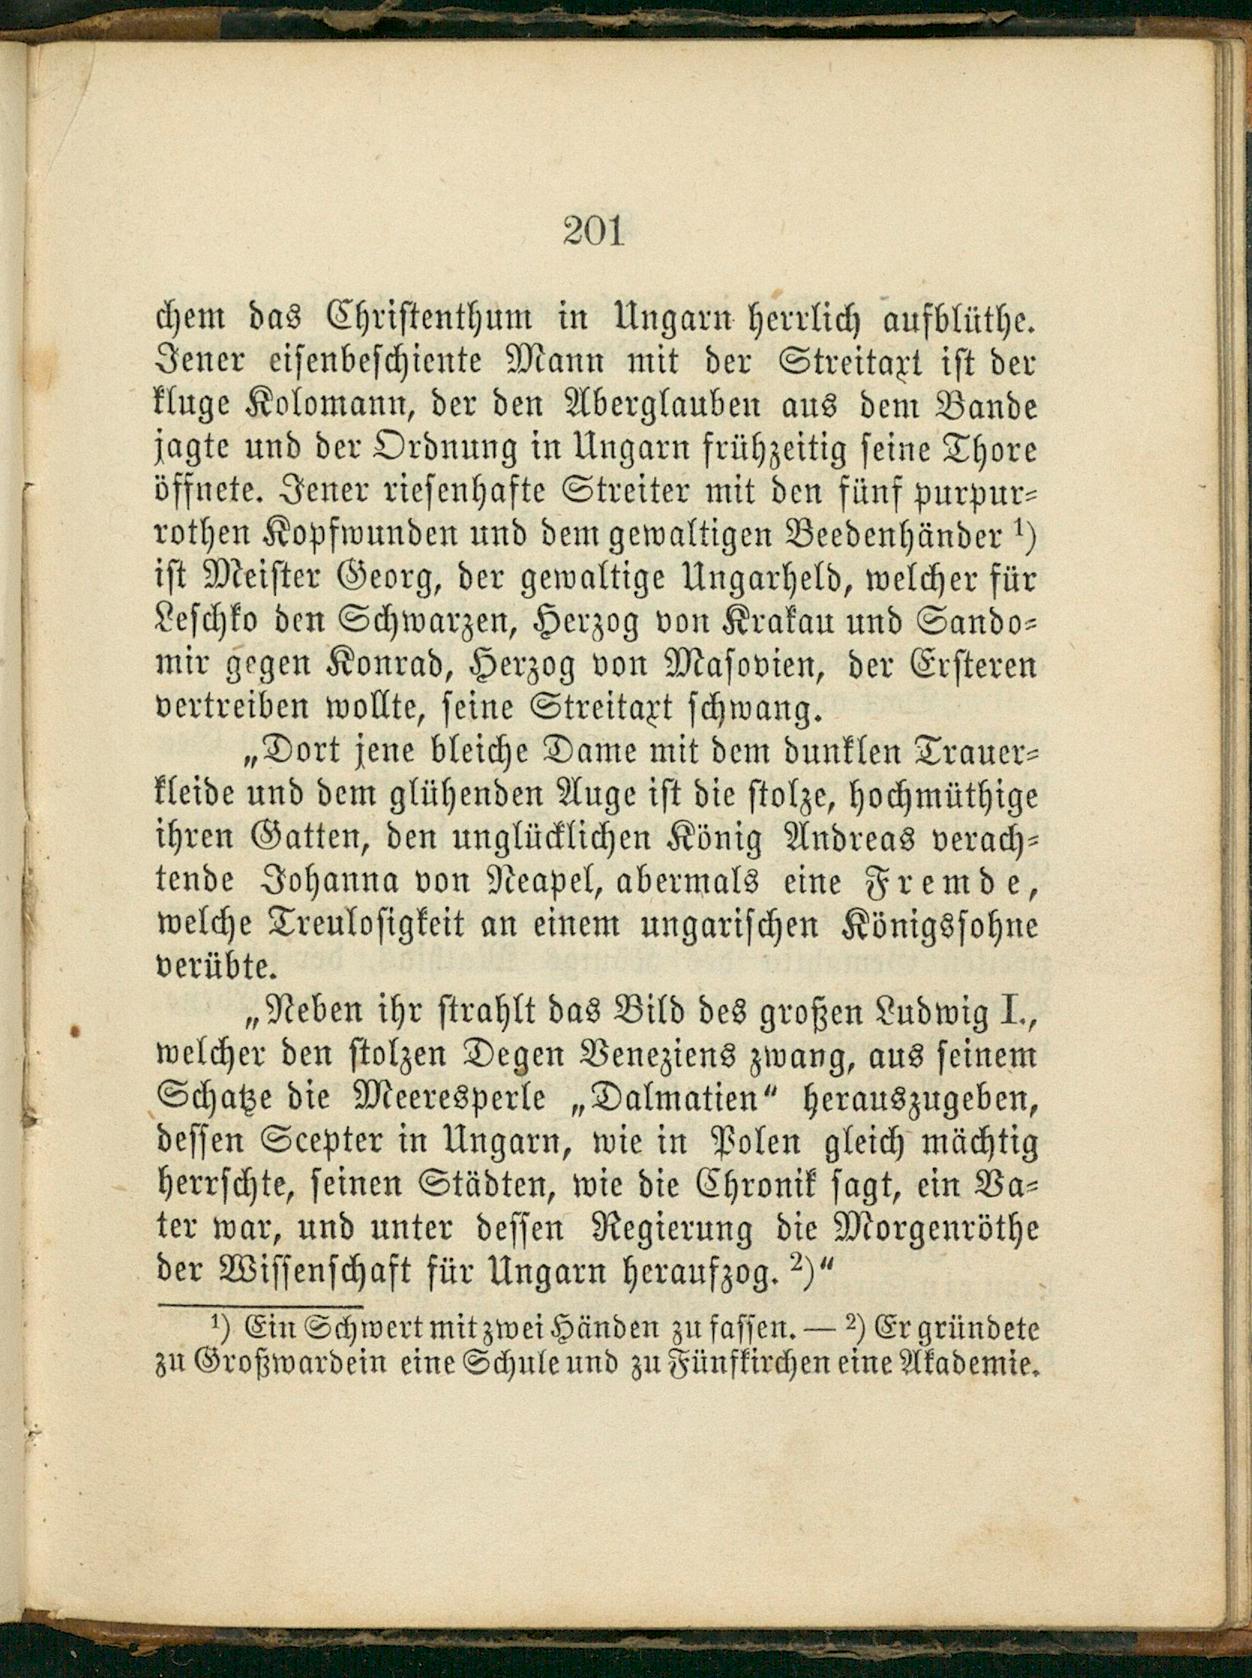 201
chem das Christenthum in Ungarn herrlich aufblüthe.
Jener eisenbeschiente Mann mit der Streitaxt ist der
kluge Kolomann, der den Aberglauben aus dem Bande
jagte und der Ordnung in Ungarn frühzeitig seine Thore
öffnete. Jener riesenhafte Streiter mit den fünf purpur-
rothen Kopfwunden und dem gewaltigen Beedenhänder ¹)
ist Meister Georg, der gewaltige Ungarheld, welcher für
Leschko den Schwarzen, Herzog von Krakau und Sando-
mir gegen Konrad, Herzog von Masovien, der Ersteren
vertreiben wollte, seine Streitaxt schwang.
„Dort jene bleiche Dame mit dem dunklen Trauer-
kleide und dem glühenden Auge ist die stolze, hochmüthige
ihren Gatten, den unglücklichen König Andreas verach-
tende Johanna von Neapel, abermals eine Fremde,
welche Treulosigkeit an einem ungarischen Königssohne
verübte.
„Neben ihr strahlt das Bild des großen Ludwig I.,
welcher den stolzen Degen Veneziens zwang, aus seinem
Schatze die Meeresperle „Dalmatien“ herauszugeben,
dessen Scepter in Ungarn, wie in Polen gleich mächtig
herrschte, seinen Städten, wie die Chronik sagt, ein Va-
ter war, und unter dessen Regierung die Morgenröthe
der Wissenschaft für Ungarn heraufzog. ²)“
¹) Ein Schwert mit zwei Händen zu fassen. — ²) Er gründete
zu Großwardein eine Schule und zu Fünfkirchen eine Akademie.